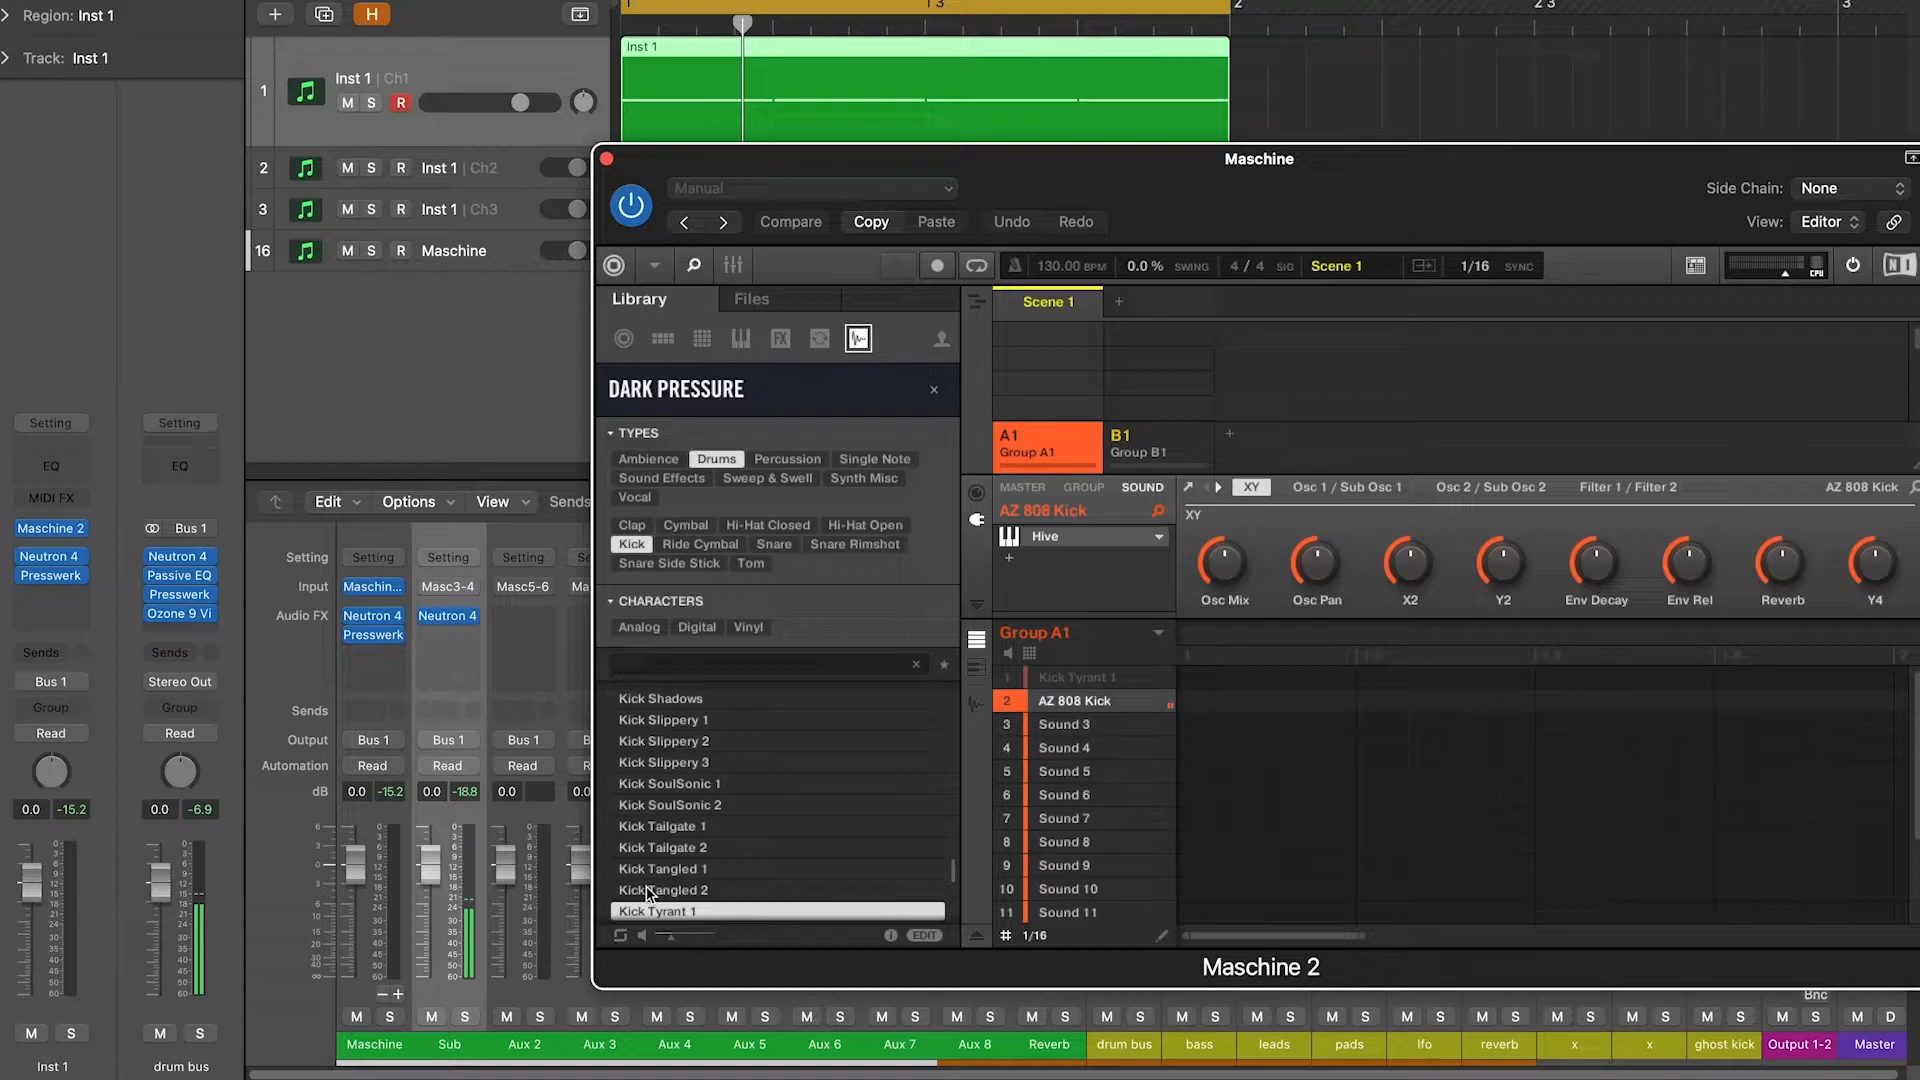 Region: Inst 1
Track: Inst 1
H
1
1 3
2
2 3
3
Inst 1
1
Inst 1 | Ch1
M S R
2
M S R Inst 1 | Ch2
3
M S R Inst 1 | Ch3
16
M S R Maschine
Maschine
Manual
Side Chain: None
Compare Copy Paste Undo Redo
View: Editor
130.00 BPM 0.0 % SWING 4 / 4 SIG Scene 1 1/16 SYNC
CPU
Library
Files
FX
DARK PRESSURE
TYPES
Ambience Drums Percussion Single Note
Sound Effects Sweep & Swell Synth Misc
Vocal
Clap Cymbal Hi-Hat Closed Hi-Hat Open
Kick Ride Cymbal Snare Snare Rimshot
Snare Side Stick Tom
CHARACTERS
Analog Digital Vinyl
Kick Shadows
Kick Slippery 1
Kick Slippery 2
Kick Slippery 3
Kick SoulSonic 1
Kick SoulSonic 2
Kick Tailgate 1
Kick Tailgate 2
Kick Tangled 1
Kick Tangled 2
Kick Tyrant 1
EDIT
Scene 1
A1
Group A1
B1
Group B1
MASTER GROUP SOUND
AZ 808 Kick
Hive
XY Osc 1 / Sub Osc 1 Osc 2 / Sub Osc 2 Filter 1 / Filter 2 AZ 808 Kick
XY
Osc Mix Osc Pan X2 Y2 Env Decay Env Rel Reverb Y4
Group A1
1 Kick Tyrant 1
2 AZ 808 Kick
3 Sound 3
4 Sound 4
5 Sound 5
6 Sound 6
7 Sound 7
8 Sound 8
9 Sound 9
10 Sound 10
11 Sound 11
1/16
Maschine 2
Setting Setting
EQ EQ
MIDI FX
Maschine 2 Bus 1
Neutron 4 Neutron 4
Presswerk Passive EQ
Presswerk
Ozone 9 Vi
Sends Sends
Bus 1 Stereo Out
Group Group
Read Read
0.0 -15.2 0.0 -6.9
M S M S
Inst 1 drum bus
Edit Options View Sends
Setting Setting Setting Setting
Input Maschin... Masc3-4 Masc5-6
Audio FX Neutron 4 Neutron 4
Presswerk
Sends
Output Bus 1 Bus 1 Bus 1
Automation Read Read Read
dB 0.0 -15.2 0.0 -18.8 0.0
Bnc
M S M S M S M S M S M S M S M S M S M S M S M S M S M S M S M S M S M S M S M S M D
Maschine Sub Aux 2 Aux 3 Aux 4 Aux 5 Aux 6 Aux 7 Aux 8 Reverb drum bus bass leads pads lfo reverb x x ghost kick Output 1-2 Master